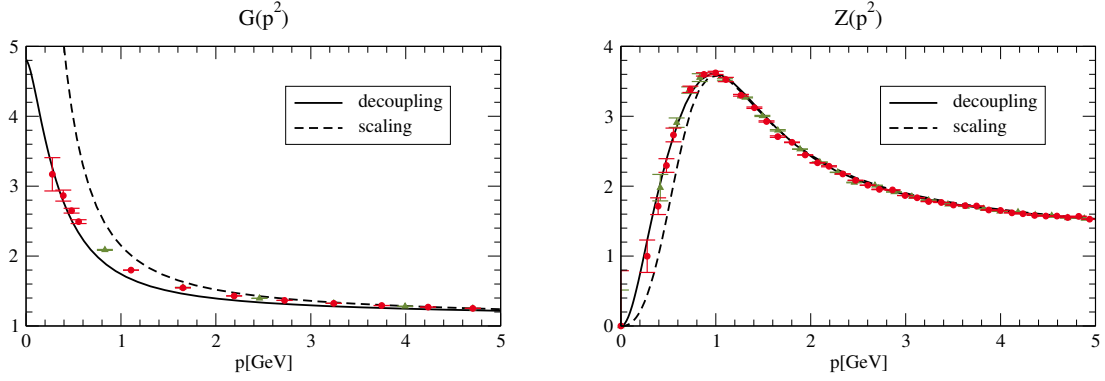 G(p²)
5
4
3
2
1
0 1 2 3 4 5
p[GeV]
decoupling
scaling
Z(p²)
4
3
2
1
0
0 1 2 3 4 5
p[GeV]
decoupling
scaling